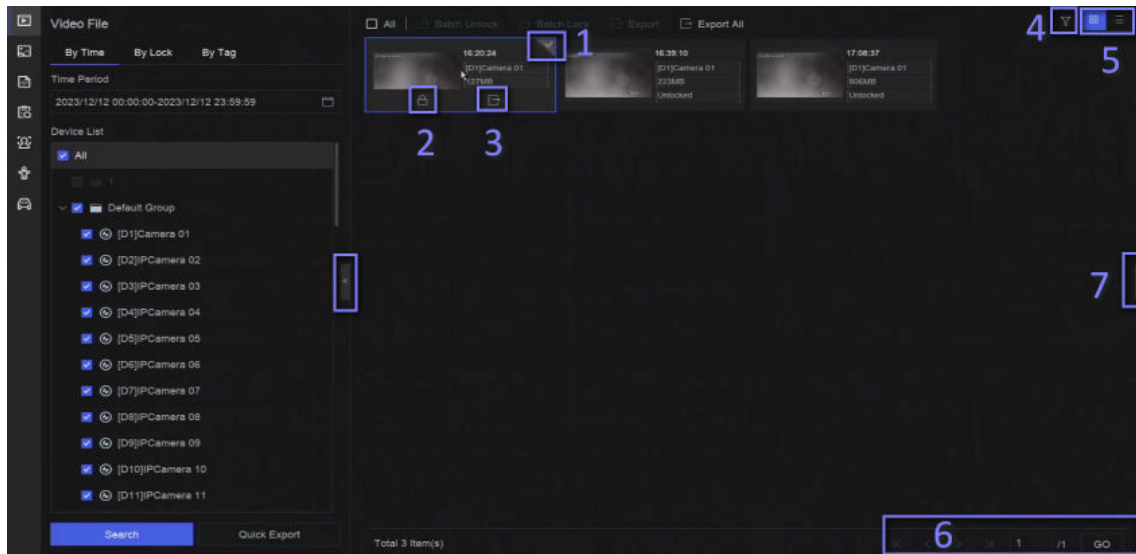 Video File
All
Batch Unlock
Batch Lock
Export
Export All
4
5
By Time
By Lock
By Tag
1
16:20:24
[D1]Camera 01
127MB
16:39:10
[D1]Camera 01
223MB
Unlocked
17:08:37
[D1]Camera 01
806MB
Unlocked
Time Period
2023/12/12 00:00:00-2023/12/12 23:59:59
2
3
Device List
All
1
Default Group
[D1]Camera 01
[D2]IPCamera 02
[D3]IPCamera 03
7
[D4]IPCamera 04
[D5]IPCamera 05
[D6]IPCamera 06
[D7]IPCamera 07
[D8]IPCamera 08
[D9]IPCamera 09
[D10]IPCamera 10
[D11]IPCamera 11
Search
Quick Export
Total 3 Item(s)
6
1
/1
GO